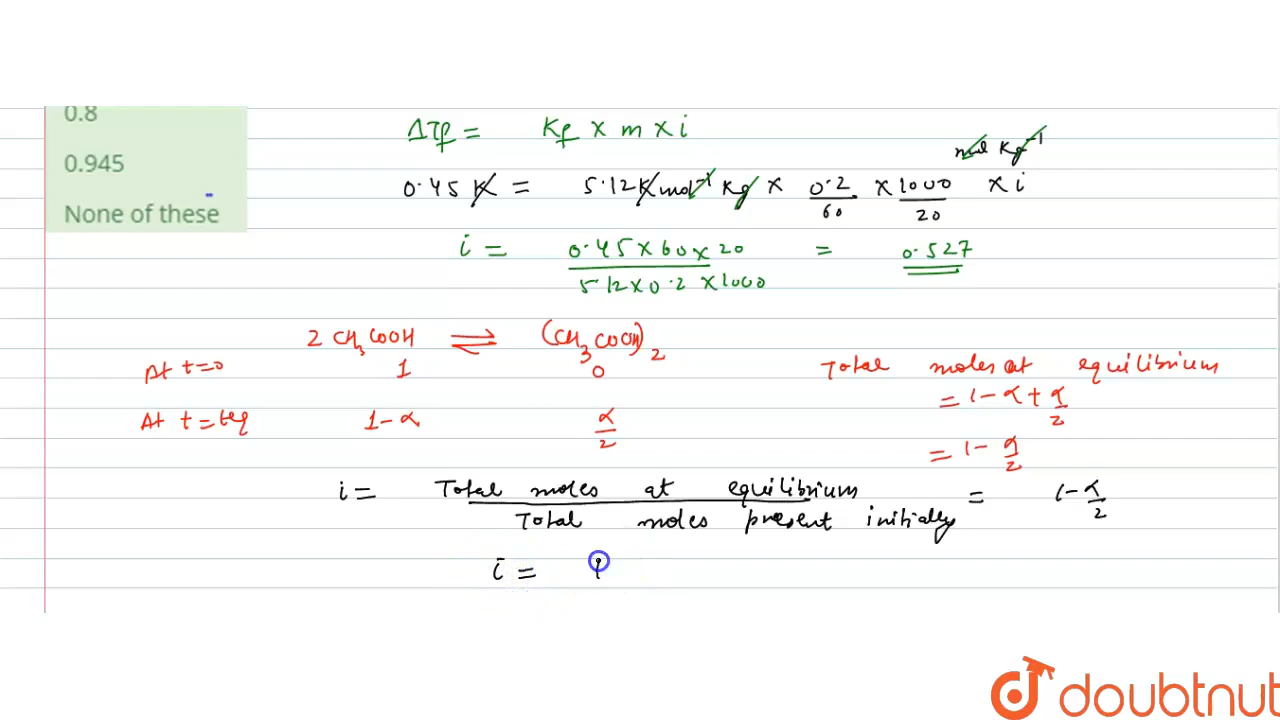 0.8
0.945
None of these
ΔTf = Kf × m × i
0.45 K = 5.12 K mol⁻¹ Kg × 0.2/60 × 1000/20 mol Kg⁻¹ × i
i = 0.45 × 60 × 20 / 512 × 0.2 × 1000 = 0.527
2 CH3COOH ⇌ (CH3COOH)2
At t=0 1 0
Total moles at equilibrium
= 1-α + α/2
At t=teq 1-α α/2
= 1 - α/2
i = Total moles at equilibrium / Total moles present initially = 1-α/2
i = 1
doubtnut